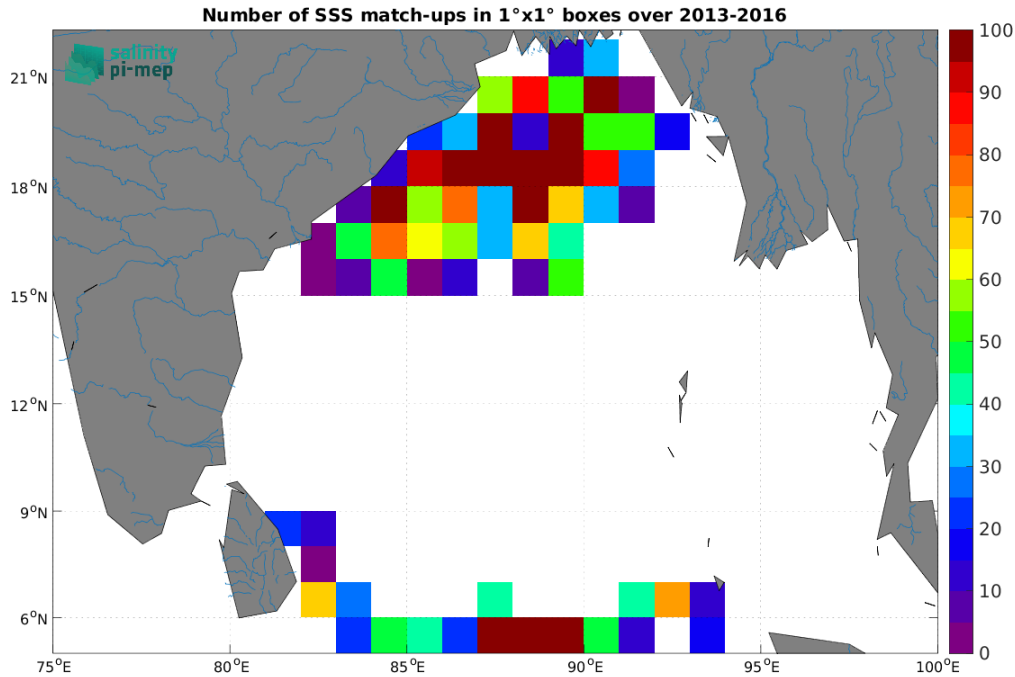 Number of SSS match-ups in 1°x1° boxes over 2013-2016
salinity
pi-mep
21°N
18°N
15°N
12°N
9°N
6°N
75°E
80°E
85°E
90°E
95°E
100°E
100
90
80
70
60
50
40
30
20
10
0